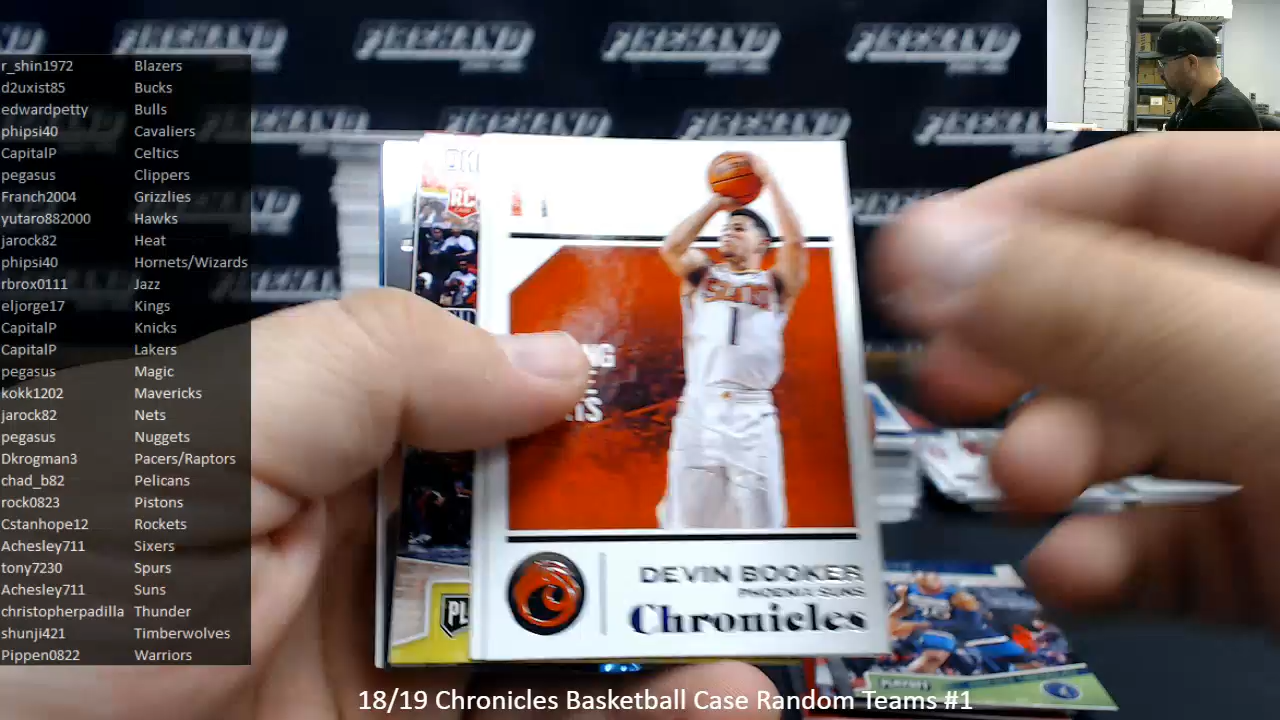 r_shin1972 Blazers
d2uxist85 Bucks
edwardpetty Bulls
phipsi40 Cavaliers
CapitalP Celtics
pegasus Clippers
Franch2004 Grizzlies
yutaro882000 Hawks
jarock82 Heat
phipsi40 Hornets/Wizards
rbrox0111 Jazz
eljorge17 Kings
CapitalP Knicks
CapitalP Lakers
pegasus Magic
kokk1202 Mavericks
jarock82 Nets
pegasus Nuggets
Dkrogman3 Pacers/Raptors
chad_b82 Pelicans
rock0823 Pistons
Cstanhope12 Rockets
Achesley711 Sixers
tony7230 Spurs
Achesley711 Suns
christopherpadilla Thunder
shunji421 Timberwolves
Pippen0822 Warriors
RC
SUNS
1
DEVIN BOOKER
PHOENIX SUNS
Chronicles
PLAYOFF
18/19 Chronicles Basketball Case Random Teams #1